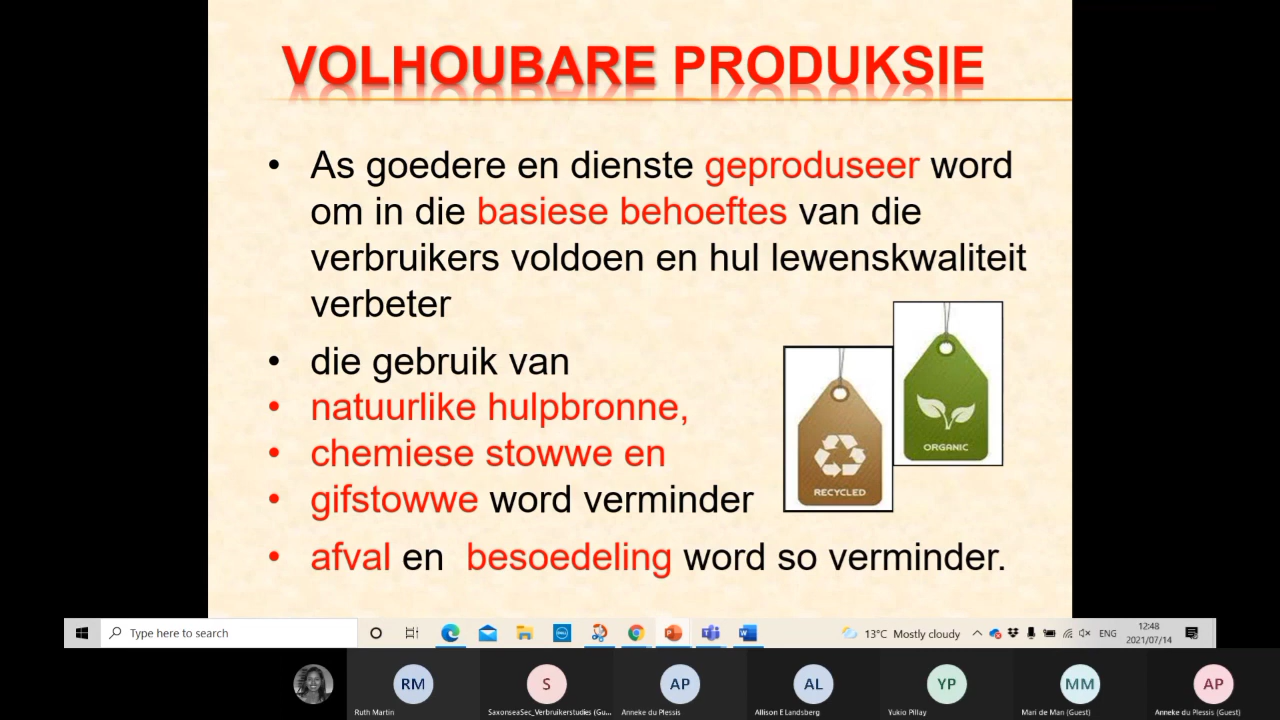 VOLHOUBARE PRODUKSIE
• As goedere en dienste geproduseer word
om in die basiese behoeftes van die
verbruikers voldoen en hul lewenskwaliteit
verbeter
• die gebruik van
• natuurlike hulpbronne,
• chemiese stowwe en
• gifstowwe word verminder
• afval en besoedeling word so verminder.
ORGANIC
RECYCLED
Type here to search
13°C Mostly cloudy
ENG
12:48
2021/07/14
RM
S
AP
AL
YP
MM
AP
Ruth Martin
SaxonseaSec_Verbruikerstudies (Gu...
Anneke du Plessis
Allison E Landsberg
Yukio Pillay
Mari de Man (Guest)
Anneke du Plessis (Guest)